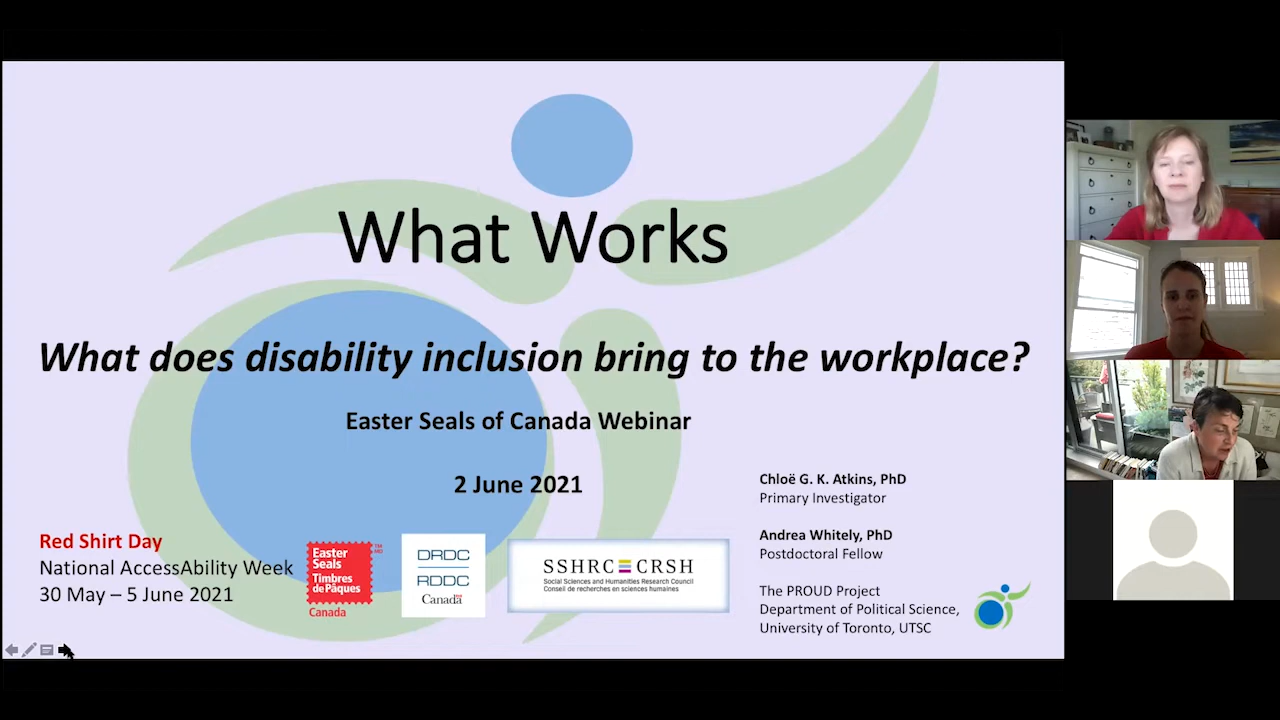 What Works
What does disability inclusion bring to the workplace?
Easter Seals of Canada Webinar
2 June 2021
Chloë G. K. Atkins, PhD
Primary Investigator
Andrea Whitely, PhD
Postdoctoral Fellow
The PROUD Project
Department of Political Science,
University of Toronto, UTSC
Red Shirt Day
National AccessAbility Week
30 May – 5 June 2021
Easter
Seals
Timbres
de Pâques
Canada
TM
MD
DRDC
RDDC
Canada
SSHRC CRSH
Social Sciences and Humanities Research Council
Conseil de recherches en sciences humaines